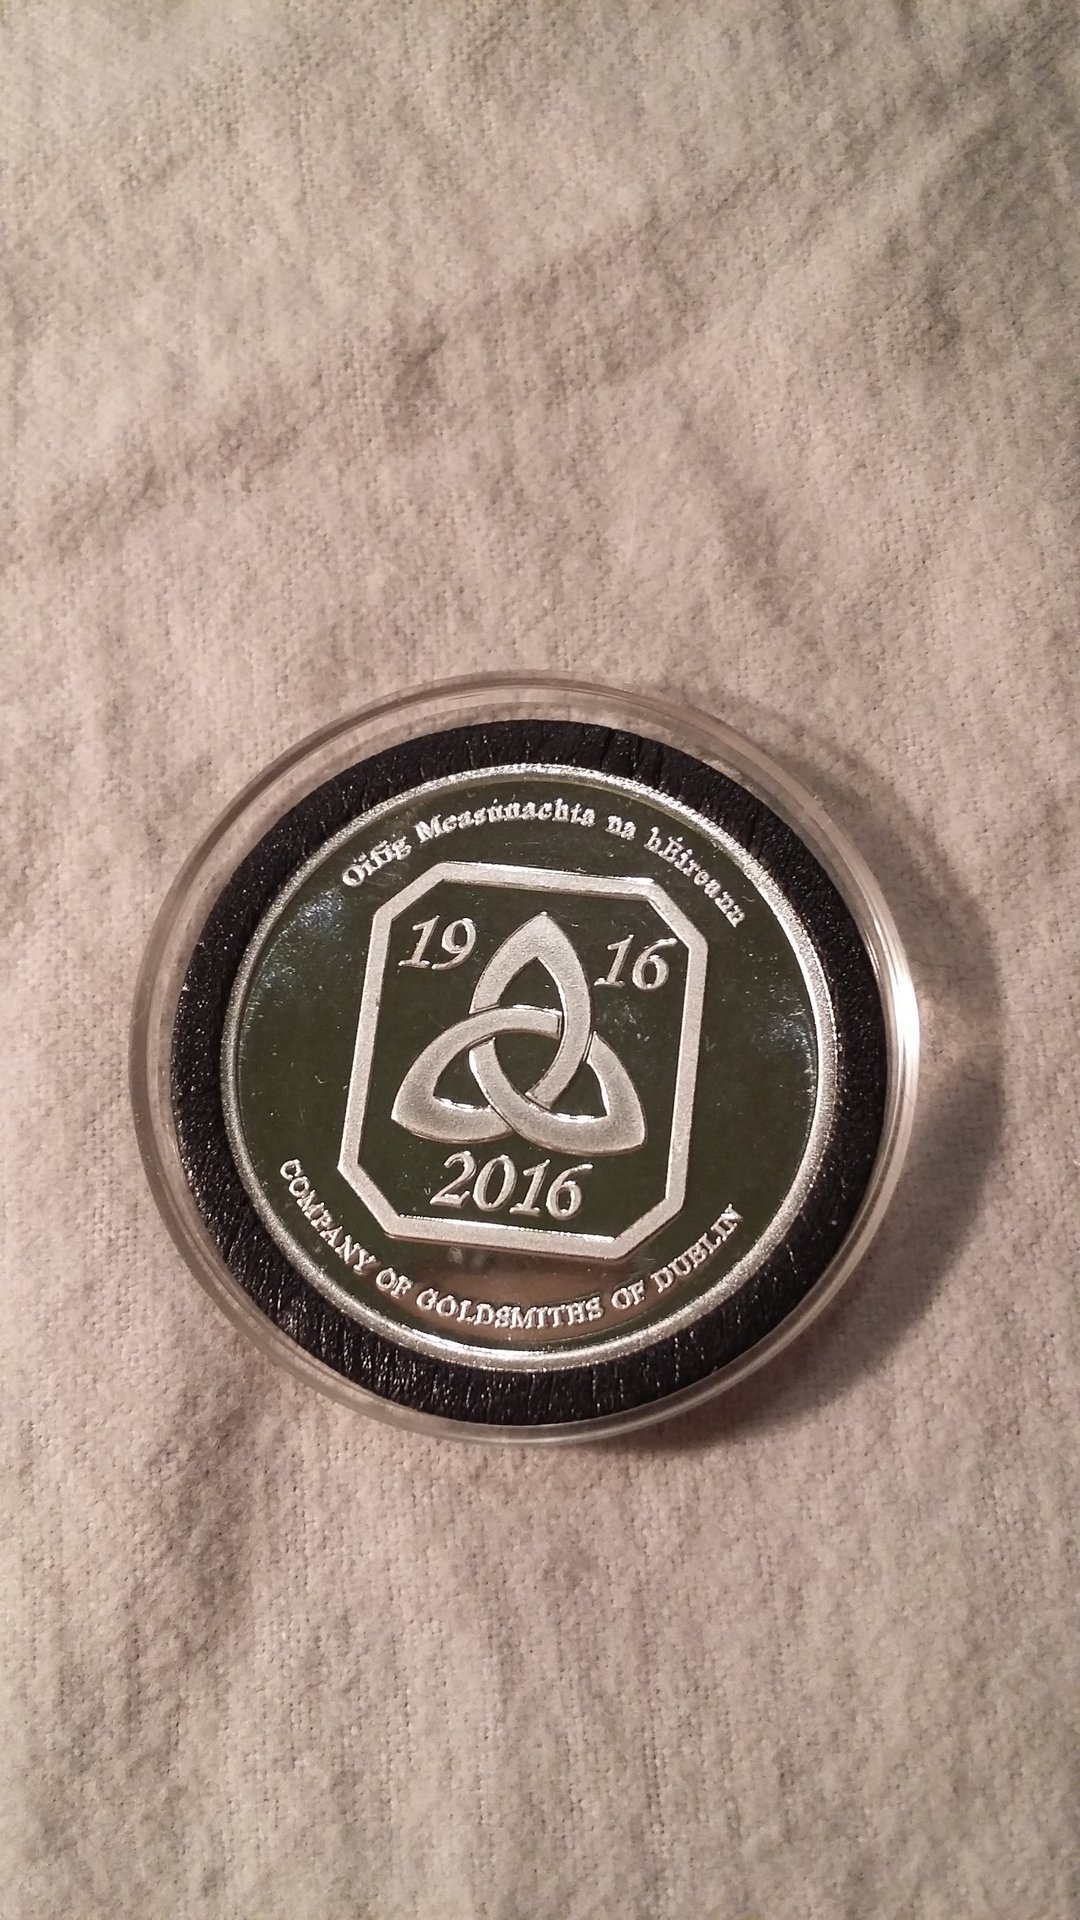 Oifig Measúnachta na hÉireann
19 16
2016
COMPANY OF GOLDSMITHS OF DUBLIN